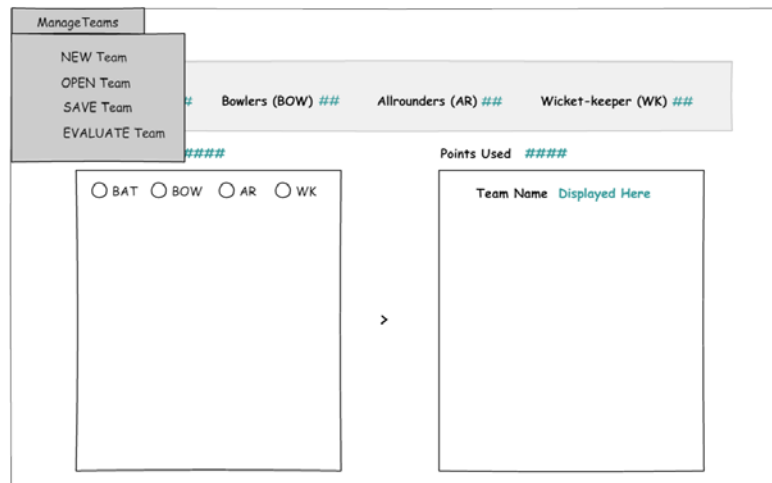 ManageTeams
NEW Team
OPEN Team
SAVE Team
EVALUATE Team
# Bowlers (BOW) ## Allrounders (AR) ## Wicket-keeper (WK) ##
#### Points Used ####
BAT BOW AR WK
Team Name Displayed Here
>